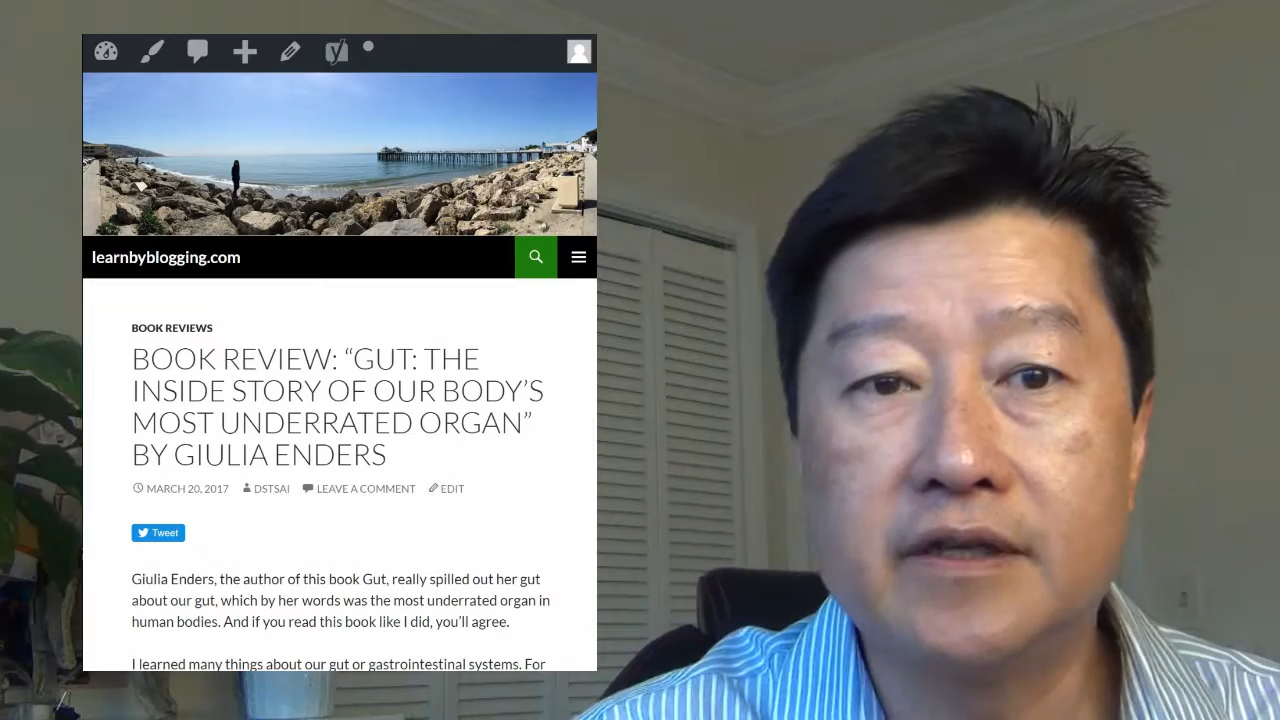 learnbyblogging.com
BOOK REVIEWS
BOOK REVIEW: “GUT: THE
INSIDE STORY OF OUR BODY’S
MOST UNDERRATED ORGAN”
BY GIULIA ENDERS
MARCH 20, 2017 DSTSAI LEAVE A COMMENT EDIT
Tweet
Giulia Enders, the author of this book Gut, really spilled out her gut
about our gut, which by her words was the most underrated organ in
human bodies. And if you read this book like I did, you’ll agree.
I learned many things about our gut or gastrointestinal systems. For